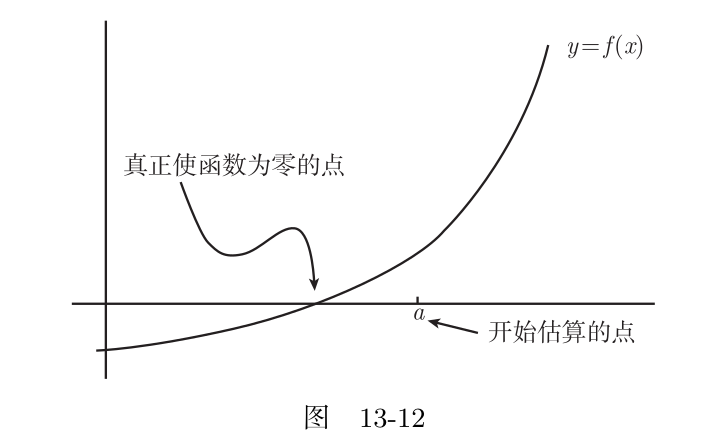 y=f(x)
真正使函数为零的点
a
开始估算的点
图 13-12